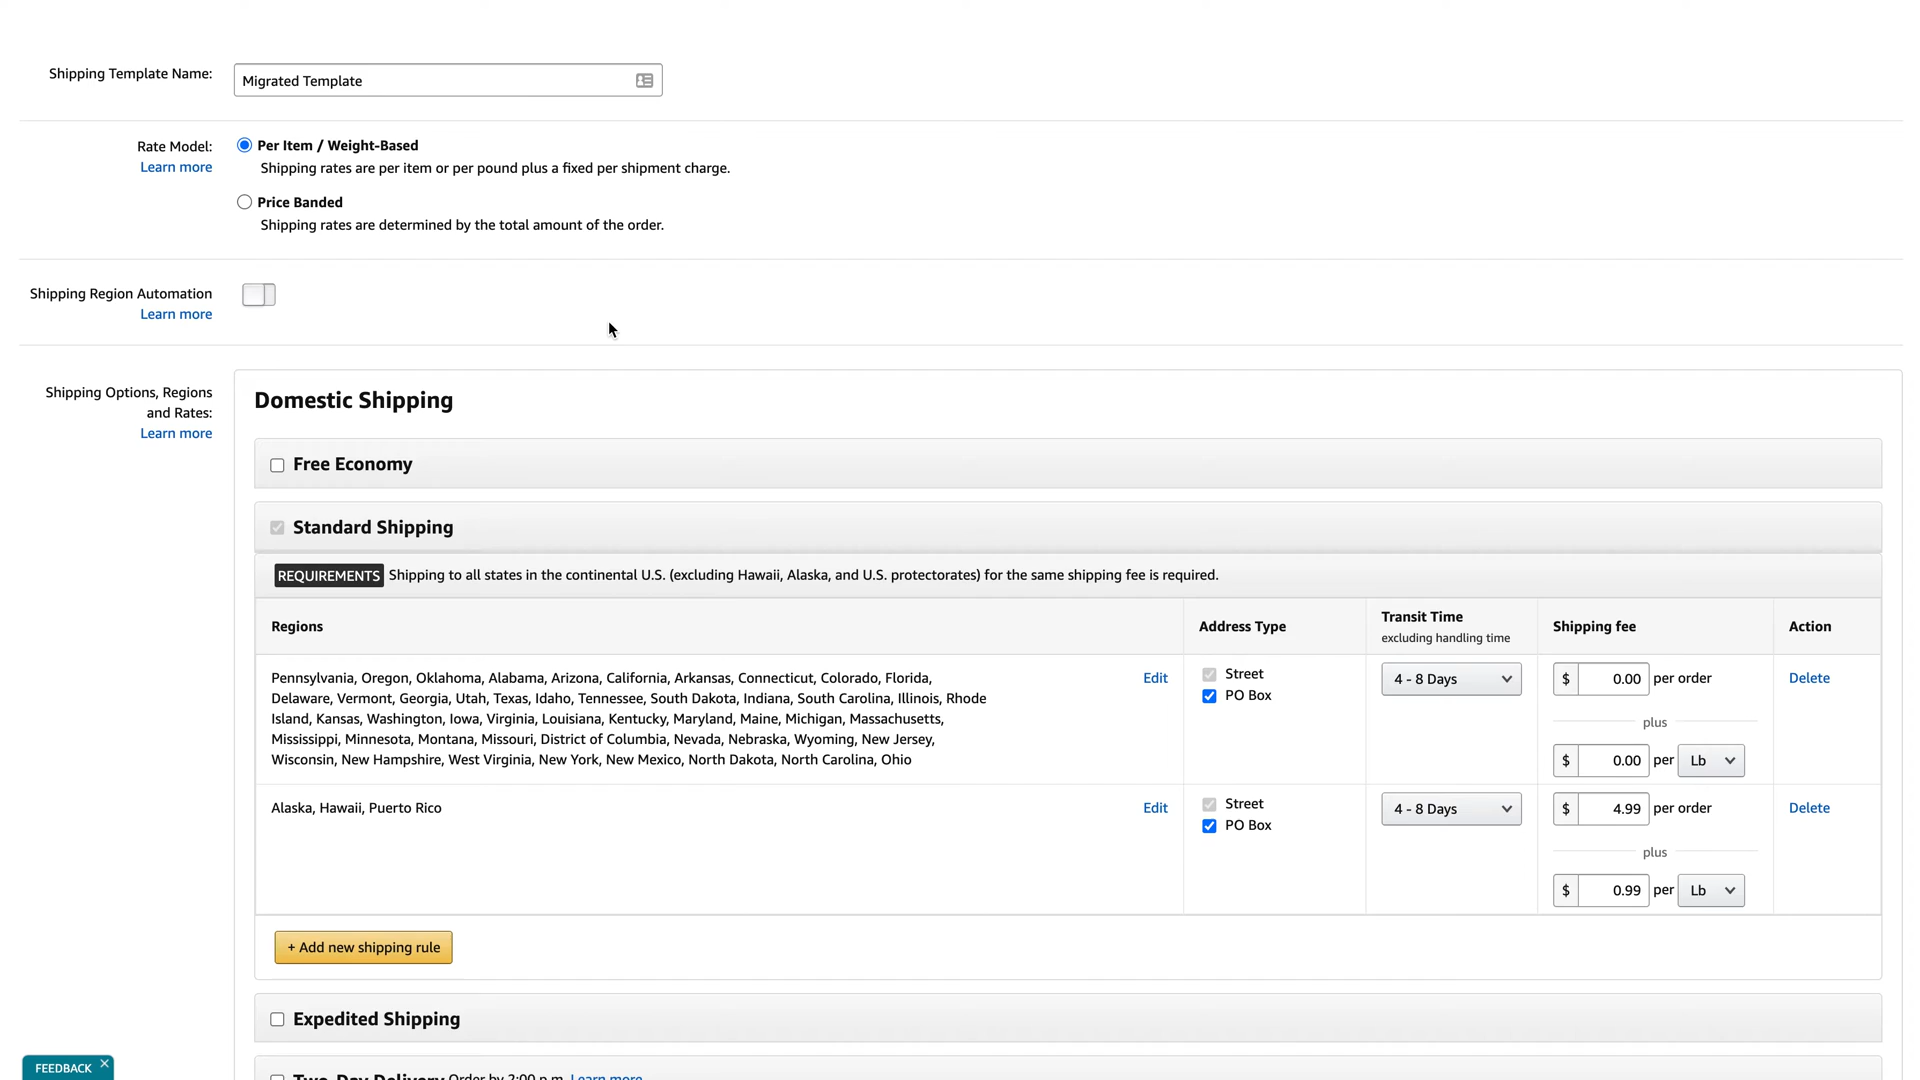 Shipping Template Name:
Migrated Template
Rate Model:
Learn more
Per Item / Weight-Based
Shipping rates are per item or per pound plus a fixed per shipment charge.
Price Banded
Shipping rates are determined by the total amount of the order.
Shipping Region Automation
Learn more
Shipping Options, Regions
and Rates:
Learn more
Domestic Shipping
Free Economy
Standard Shipping
REQUIREMENTS Shipping to all states in the continental U.S. (excluding Hawaii, Alaska, and U.S. protectorates) for the same shipping fee is required.
Regions
Address Type
Transit Time
excluding handling time
Shipping fee
Action
Pennsylvania, Oregon, Oklahoma, Alabama, Arizona, California, Arkansas, Connecticut, Colorado, Florida,
Delaware, Vermont, Georgia, Utah, Texas, Idaho, Tennessee, South Dakota, Indiana, South Carolina, Illinois, Rhode
Island, Kansas, Washington, Iowa, Virginia, Louisiana, Kentucky, Maryland, Maine, Michigan, Massachusetts,
Mississippi, Minnesota, Montana, Missouri, District of Columbia, Nevada, Nebraska, Wyoming, New Jersey,
Wisconsin, New Hampshire, West Virginia, New York, New Mexico, North Dakota, North Carolina, Ohio
Edit
Street
PO Box
4 - 8 Days
$ 0.00 per order
plus
$ 0.00 per Lb
Delete
Alaska, Hawaii, Puerto Rico
Edit
Street
PO Box
4 - 8 Days
$ 4.99 per order
plus
$ 0.99 per Lb
Delete
+ Add new shipping rule
Expedited Shipping
Two-Day Delivery Order by 2:00 p.m. Learn more
FEEDBACK